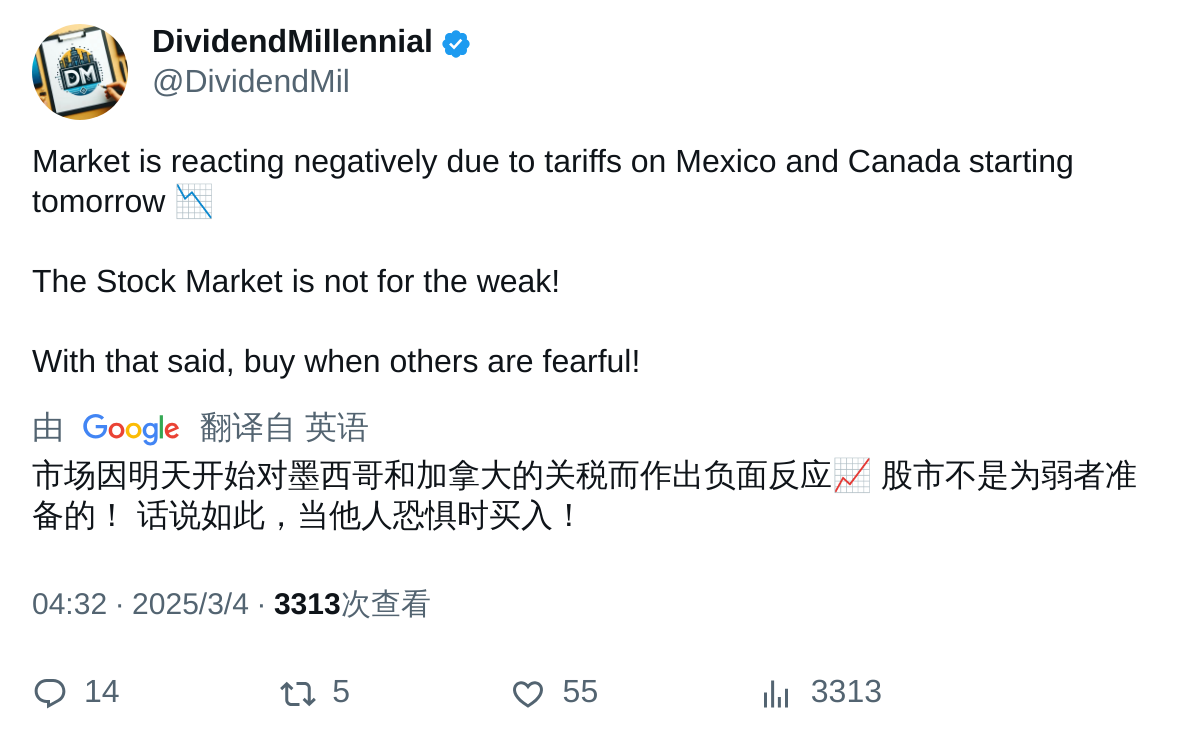 DividendMillennial
@DividendMil
Market is reacting negatively due to tariffs on Mexico and Canada starting
tomorrow 📉
The Stock Market is not for the weak!
With that said, buy when others are fearful!
由 Google 翻译自 英语
市场因明天开始对墨西哥和加拿大的关税而作出负面反应📈 股市不是为弱者准
备的！ 话说如此，当他人恐惧时买入！
04:32 · 2025/3/4 · 3313次查看
14 5 55 3313